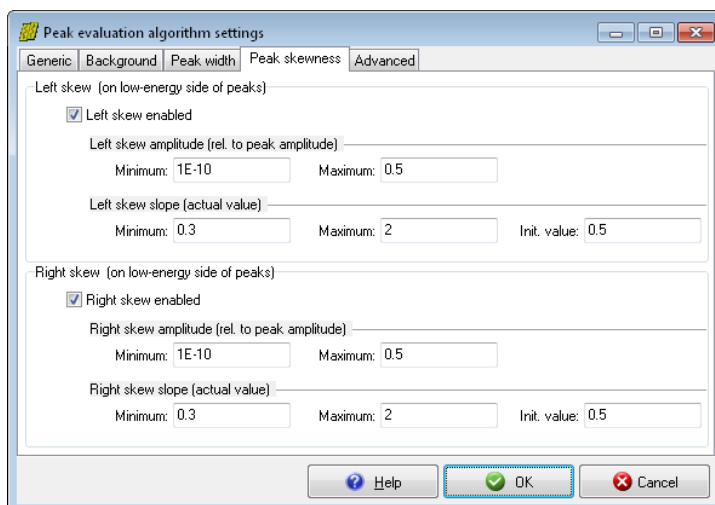 Peak evaluation algorithm settings
Generic Background Peak width Peak skewness Advanced
Left skew (on low-energy side of peaks)
Left skew enabled
Left skew amplitude (rel. to peak amplitude)
Minimum: 1E-10 Maximum: 0.5
Left skew slope (actual value)
Minimum: 0.3 Maximum: 2 Init. value: 0.5
Right skew (on low-energy side of peaks)
Right skew enabled
Right skew amplitude (rel. to peak amplitude)
Minimum: 1E-10 Maximum: 0.5
Right skew slope (actual value)
Minimum: 0.3 Maximum: 2 Init. value: 0.5
Help OK Cancel